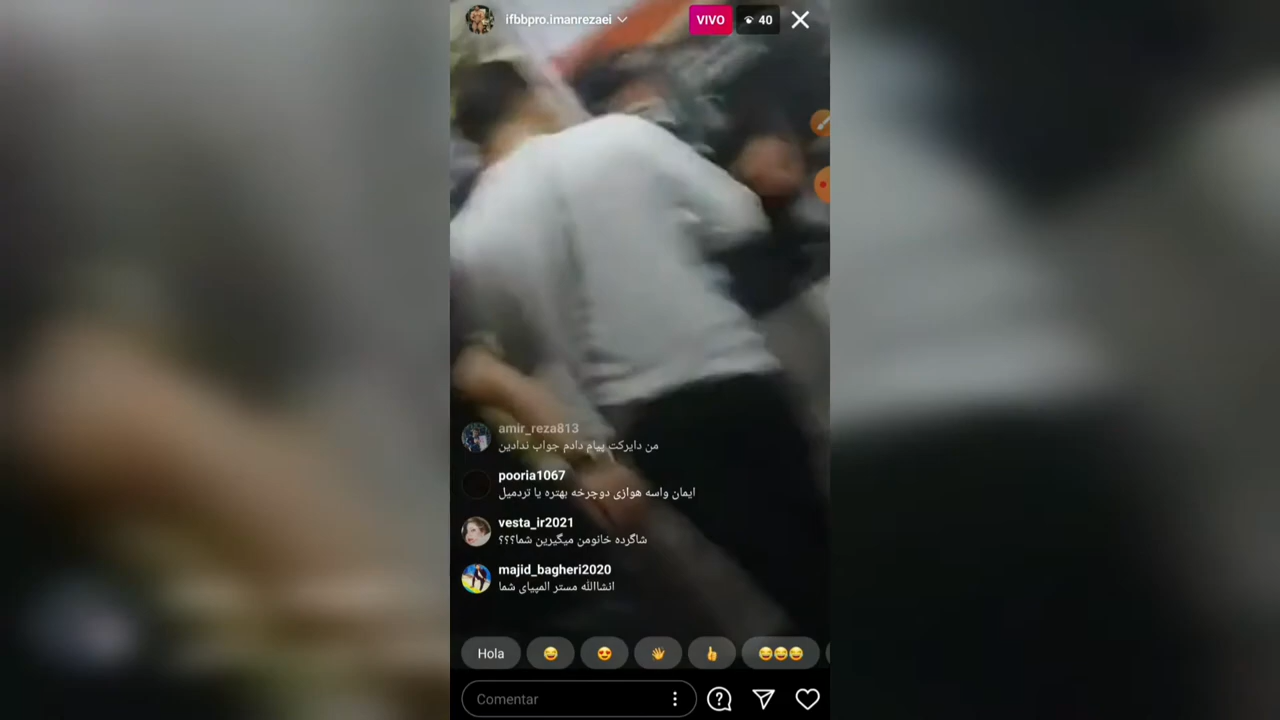 ifbbpro.imanrezaei
VIVO
40
amir_reza813
من دایرکت پیام دادم جواب ندادین
pooria1067
ایمان واسه هوازی دوچرخه بهتره یا تردمیل
vesta_ir2021
شاگرده خانومن میگیرین شما؟؟؟
majid_bagheri2020
انشاالله مستر المپیای شما
Hola
Comentar